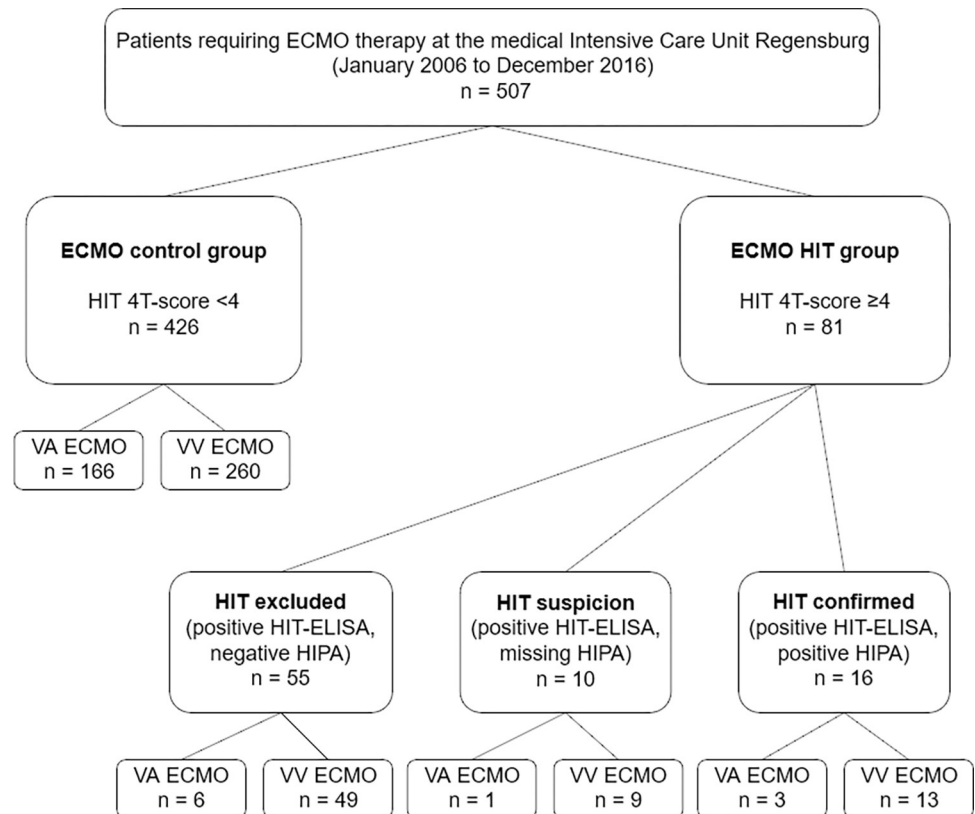 Patients requiring ECMO therapy at the medical Intensive Care Unit Regensburg
(January 2006 to December 2016)
n = 507
ECMO control group
HIT 4T-score <4
n = 426
ECMO HIT group
HIT 4T-score ≥4
n = 81
VA ECMO
n = 166
VV ECMO
n = 260
HIT excluded
(positive HIT-ELISA,
negative HIPA)
n = 55
HIT suspicion
(positive HIT-ELISA,
missing HIPA)
n = 10
HIT confirmed
(positive HIT-ELISA,
positive HIPA)
n = 16
VA ECMO
n = 6
VV ECMO
n = 49
VA ECMO
n = 1
VV ECMO
n = 9
VA ECMO
n = 3
VV ECMO
n = 13